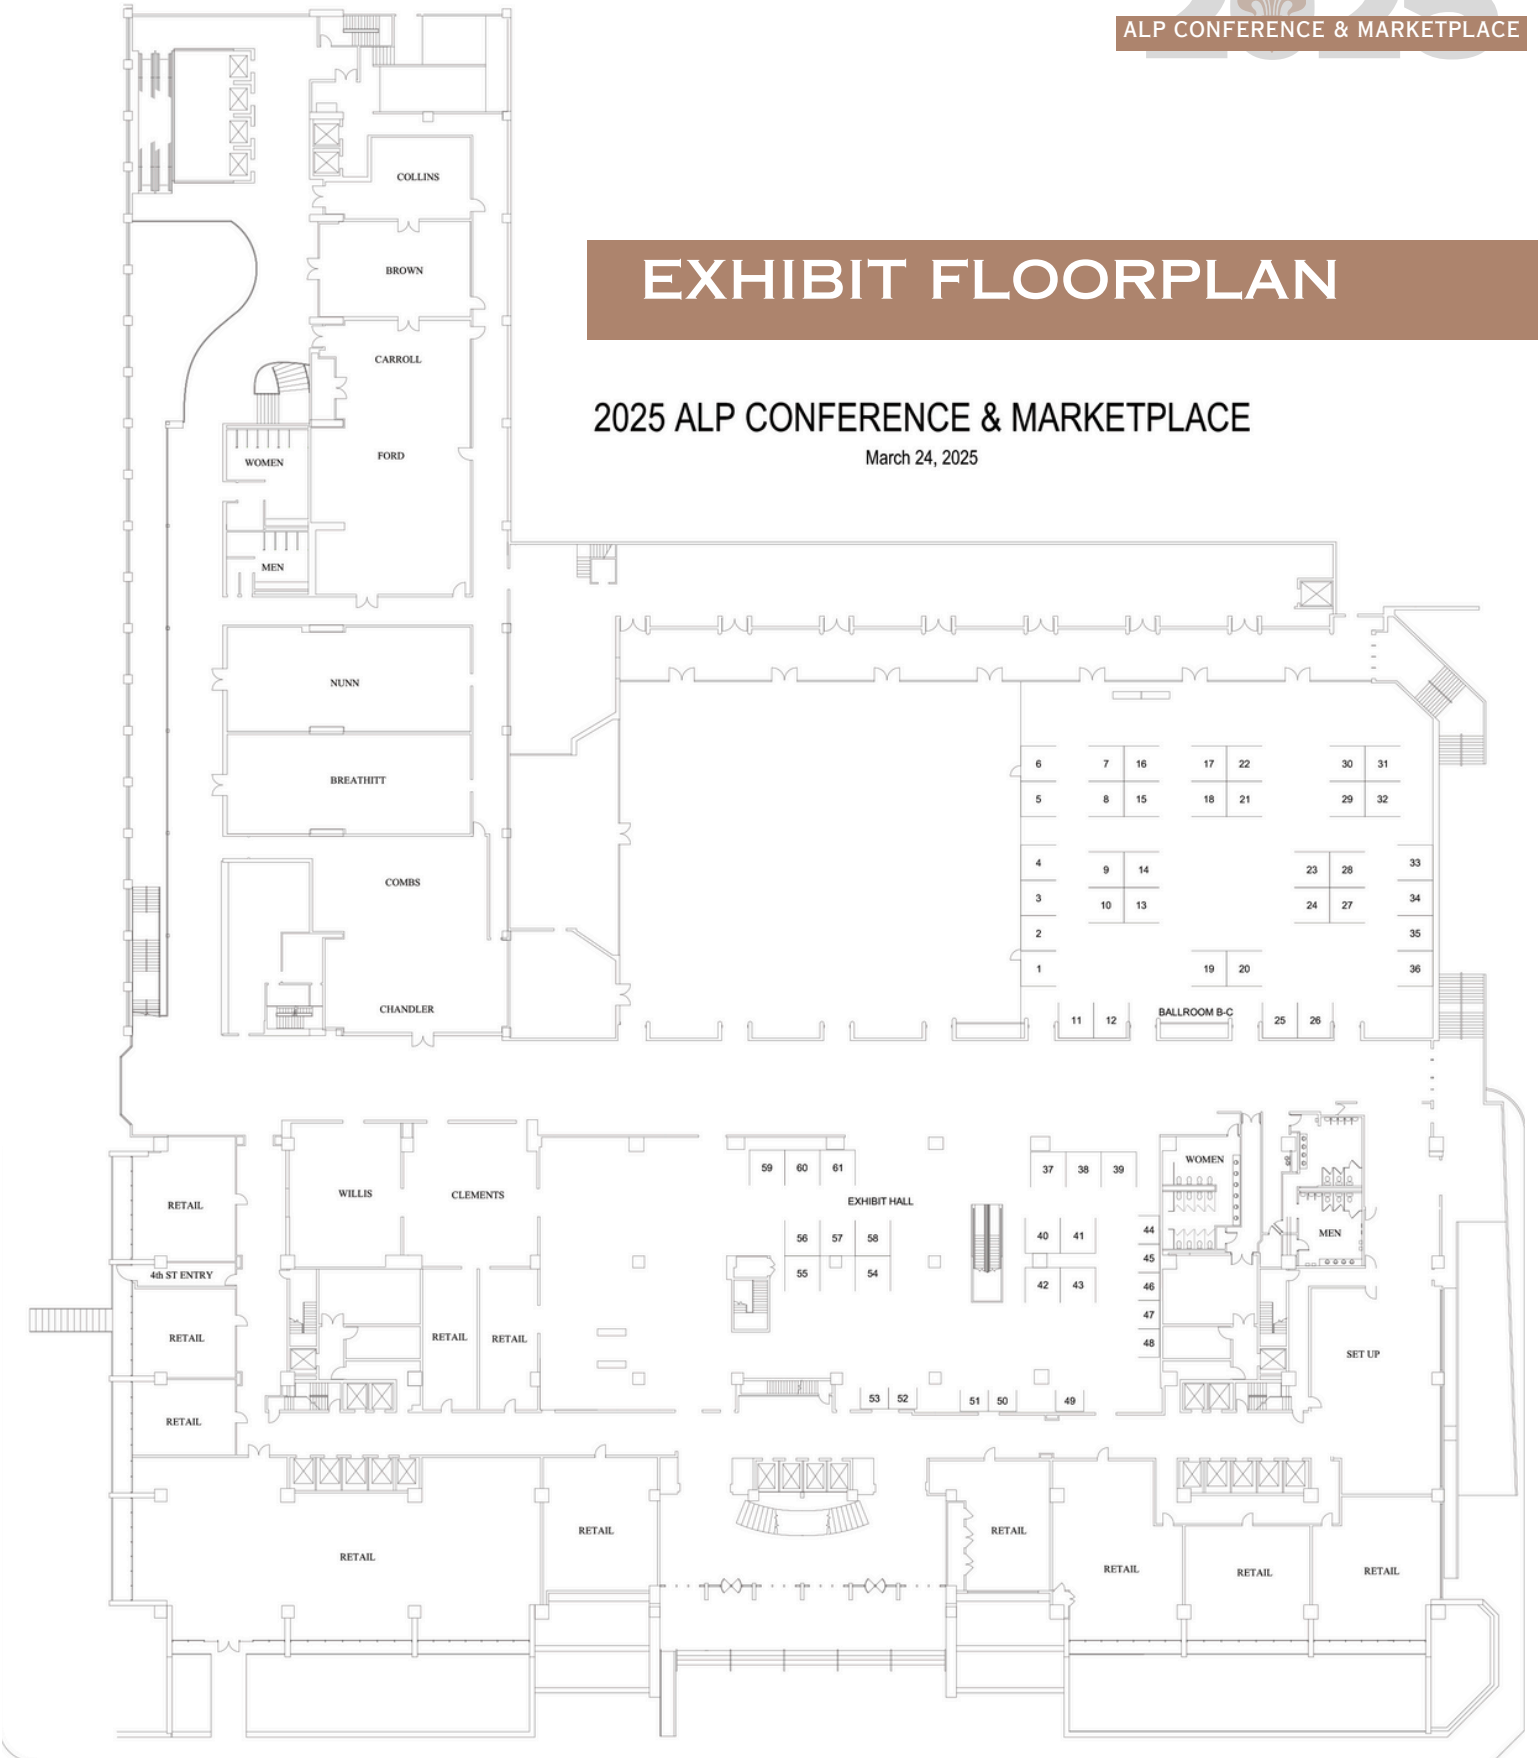 2025
ALP CONFERENCE & MARKETPLACE
COLLINS
BROWN
EXHIBIT FLOORPLAN
CARROLL
2025 ALP CONFERENCE & MARKETPLACE
March 24, 2025
FORD
WOMEN
MEN
NUNN
BREATHITT
6 7 16 17 22 30 31
5 8 15 18 21 29 32
4 9 14 23 28 33
COMBS
3 10 13 24 27 34
2 35
1 19 20 36
CHANDLER
11 12 BALLROOM B-C 25 26
WOMEN
59 60 61 37 38 39
WILLIS
CLEMENTS
EXHIBIT HALL
RETAIL
44
MEN
56 57 58 40 41
45
4th ST ENTRY
55 54 42 43 46
47
RETAIL
RETAIL
RETAIL
48
SET UP
53 52 51 50 49
RETAIL
RETAIL
RETAIL
RETAIL
RETAIL
RETAIL
RETAIL